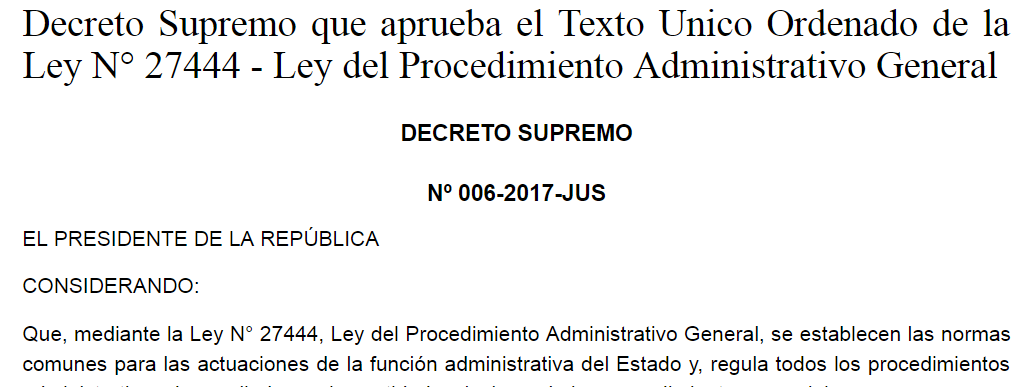 Decreto Supremo que aprueba el Texto Unico Ordenado de la
Ley N° 27444 - Ley del Procedimiento Administrativo General
DECRETO SUPREMO
Nº 006-2017-JUS
EL PRESIDENTE DE LA REPÚBLICA
CONSIDERANDO:
Que, mediante la Ley N° 27444, Ley del Procedimiento Administrativo General, se establecen las normas
comunes para las actuaciones de la función administrativa del Estado y, regula todos los procedimientos